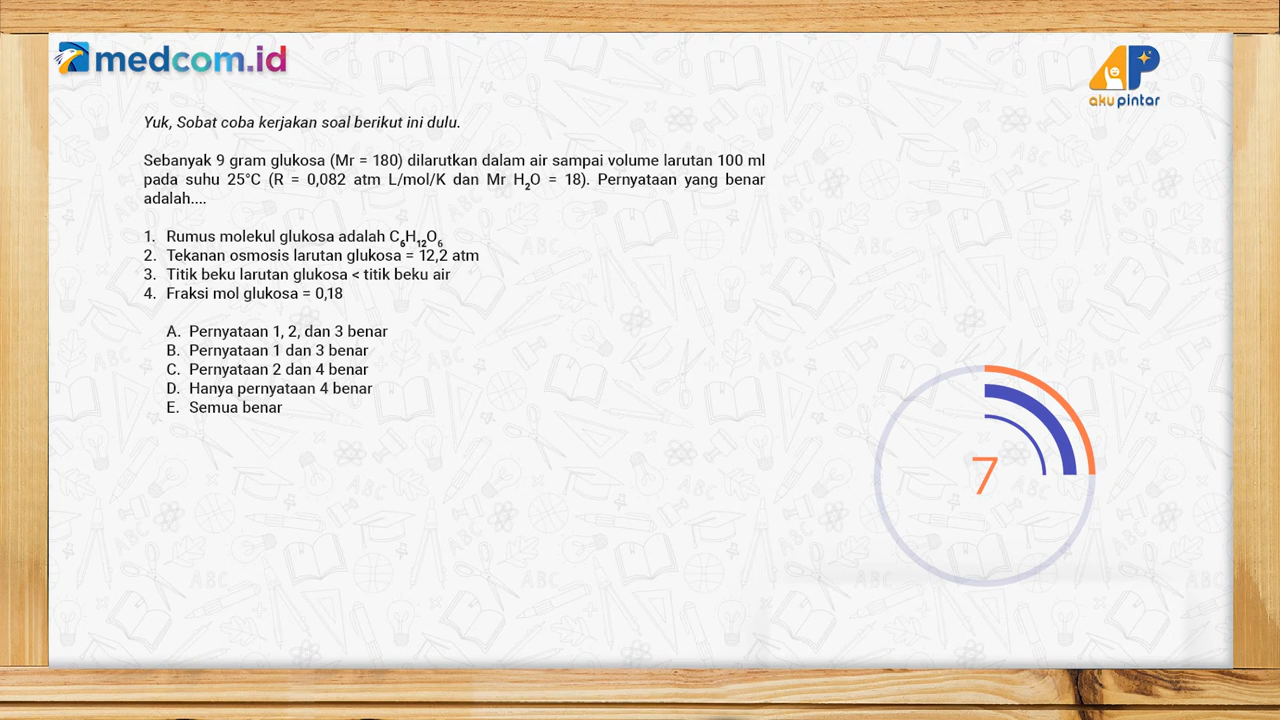 medcom.id
aku pintar
Yuk, Sobat coba kerjakan soal berikut ini dulu.
Sebanyak 9 gram glukosa (Mr = 180) dilarutkan dalam air sampai volume larutan 100 ml
pada suhu 25°C (R = 0,082 atm L/mol/K dan Mr H₂O = 18). Pernyataan yang benar
adalah....
1. Rumus molekul glukosa adalah C₆H₁₂O₆
2. Tekanan osmosis larutan glukosa = 12,2 atm
3. Titik beku larutan glukosa < titik beku air
4. Fraksi mol glukosa = 0,18
A. Pernyataan 1, 2, dan 3 benar
B. Pernyataan 1 dan 3 benar
C. Pernyataan 2 dan 4 benar
D. Hanya pernyataan 4 benar
E. Semua benar
7